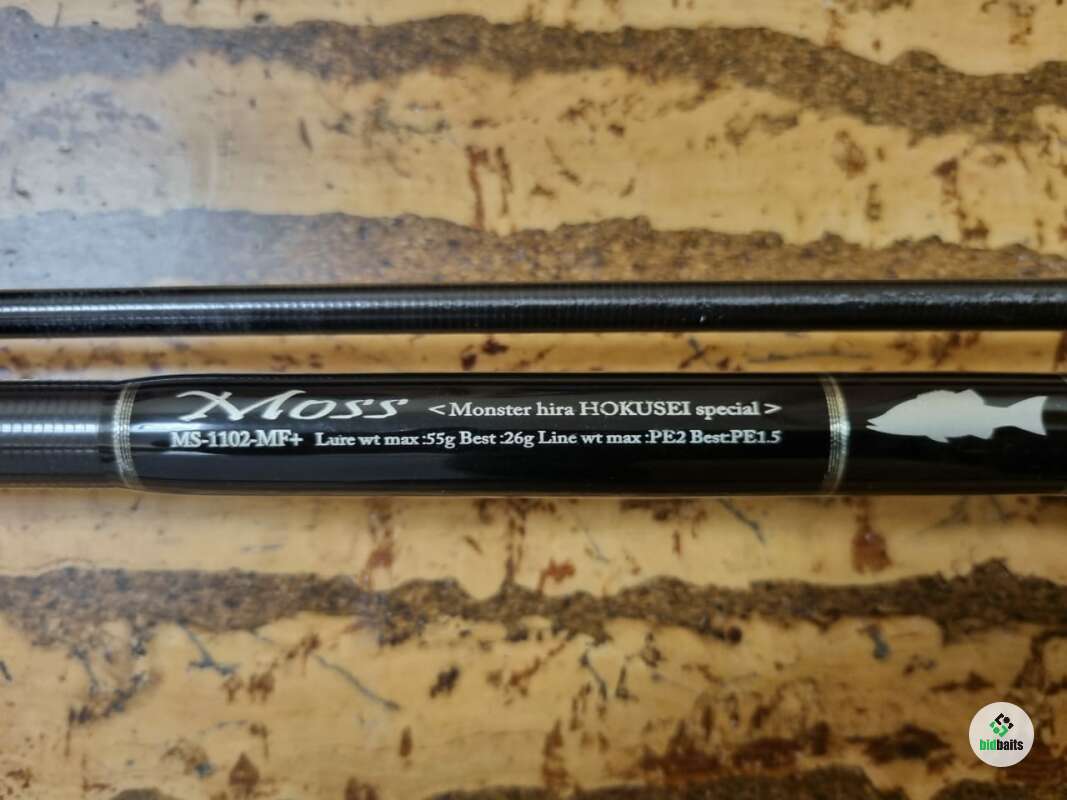 Moss < Monster hira HOKUSEI special >
MS-1102-MF+ Lure wt max :55g Best :26g Line wt max :PE2 Best:PE1.5
bidbaits